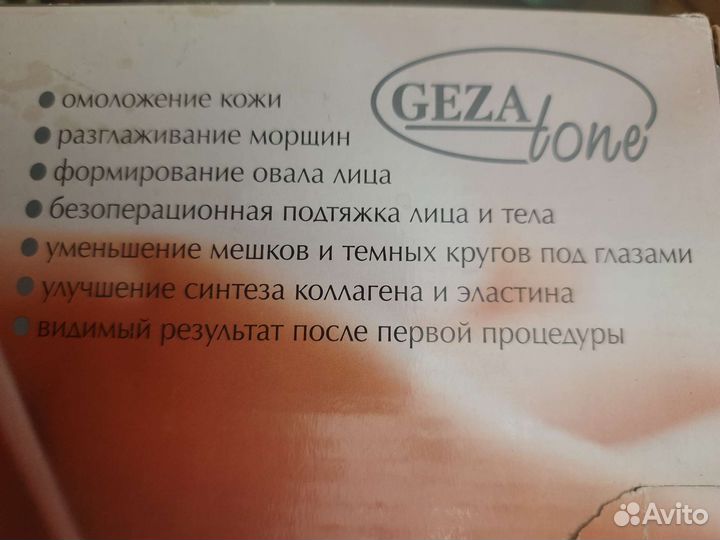 GEZA
tone
омоложение кожи
разглаживание морщин
формирование овала лица
безоперационная подтяжка лица и тела
уменьшение мешков и темных кругов под глазами
улучшение синтеза коллагена и эластина
видимый результат после первой процедуры
Avito